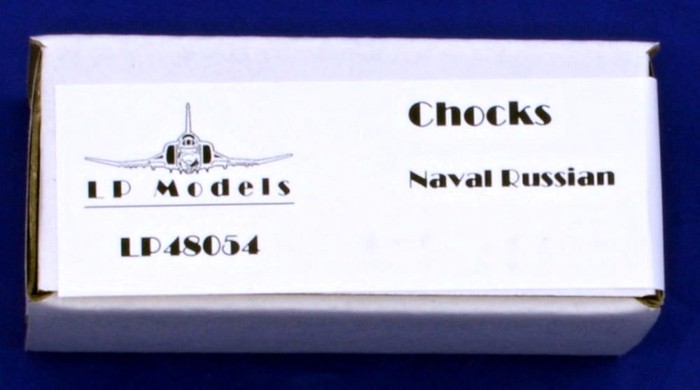 LP Models
LP48054
Chocks
Naval Russian